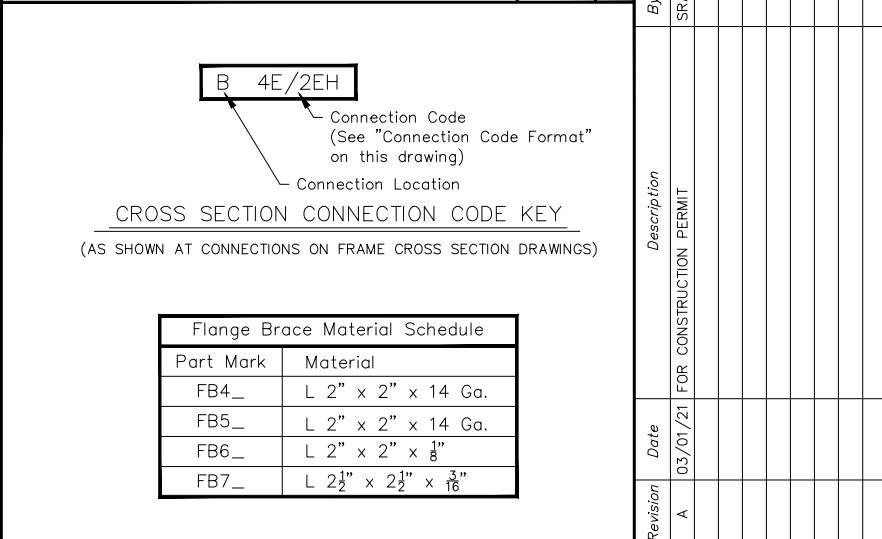 B 4E/2EH
Connection Code
(See "Connection Code Format"
on this drawing)
Connection Location
CROSS SECTION CONNECTION CODE KEY
(AS SHOWN AT CONNECTIONS ON FRAME CROSS SECTION DRAWINGS)
Flange Brace Material Schedule
Part Mark Material
FB4_ L 2" x 2" x 14 Ga.
FB5_ L 2" x 2" x 14 Ga.
FB6_ L 2" x 2" x 1/8"
FB7_ L 2 1/2" x 2 1/2" x 3/16"
Revision Date Description By
A 03/01/21 FOR CONSTRUCTION PERMIT